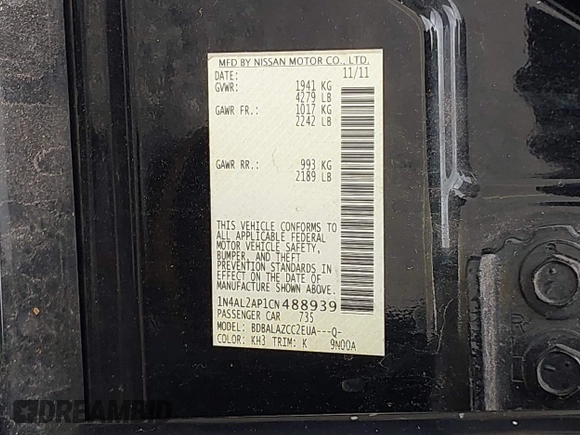 MFD BY NISSAN MOTOR CO., LTD.
DATE: 11/11
GVWR: 1941 KG
4279 LB
GAWR FR.: 1017 KG
2242 LB
GAWR RR.: 993 KG
2189 LB
THIS VEHICLE CONFORMS TO
ALL APPLICABLE FEDERAL
MOTOR VEHICLE SAFETY,
BUMPER, AND THEFT
PREVENTION STANDARDS IN
EFFECT ON THE DATE OF
MANUFACTURE SHOWN ABOVE.
1N4AL2AP1CN488939
PASSENGER CAR 735
MODEL: BDBALAZCC2EUA---Q-
COLOR: KH3 TRIM: K 9N00A
DREAMBID